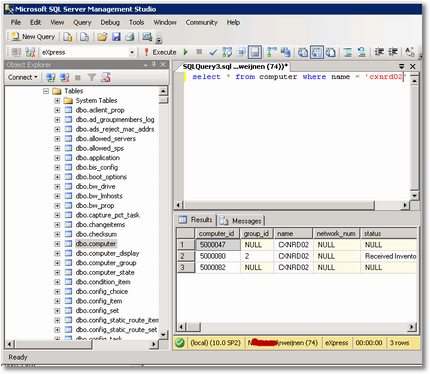 Microsoft SQL Server Management Studio
File Edit View Query Debug Tools Window Community Help
New Query
eXpress Execute
Object Explorer
Connect
Tables
System Tables
dbo.aclient_prop
dbo.ad_groupmembers_log
dbo.ads_reject_mac_addrs
dbo.allowed_servers
dbo.allowed_sps
dbo.application
dbo.bis_config
dbo.boot_options
dbo.bw_drive
dbo.bw_lmhosts
dbo.bw_prop
dbo.capture_pct_task
dbo.changeitems
dbo.checksum
dbo.computer
dbo.computer_display
dbo.computer_group
dbo.computer_state
dbo.condition_item
dbo.config_choice
dbo.config_item
dbo.config_set
dbo.config_static_route_item
dbo.config_static_route_set
dbo.config_task
SQLQuery3.sql ...weijnen (74))*
select * from computer where name = 'cxnrd02'
Results Messages
computer_id group_id name network_num status
1 5000047 NULL CXNRD02 NULL NULL
2 5000080 2 CXNRD02 NULL Received Invento
3 5000082 NULL CXNRD02 NULL NULL
(local) (10.0 SP2) weijnen (74) eXpress 00:00:00 3 rows
Ready